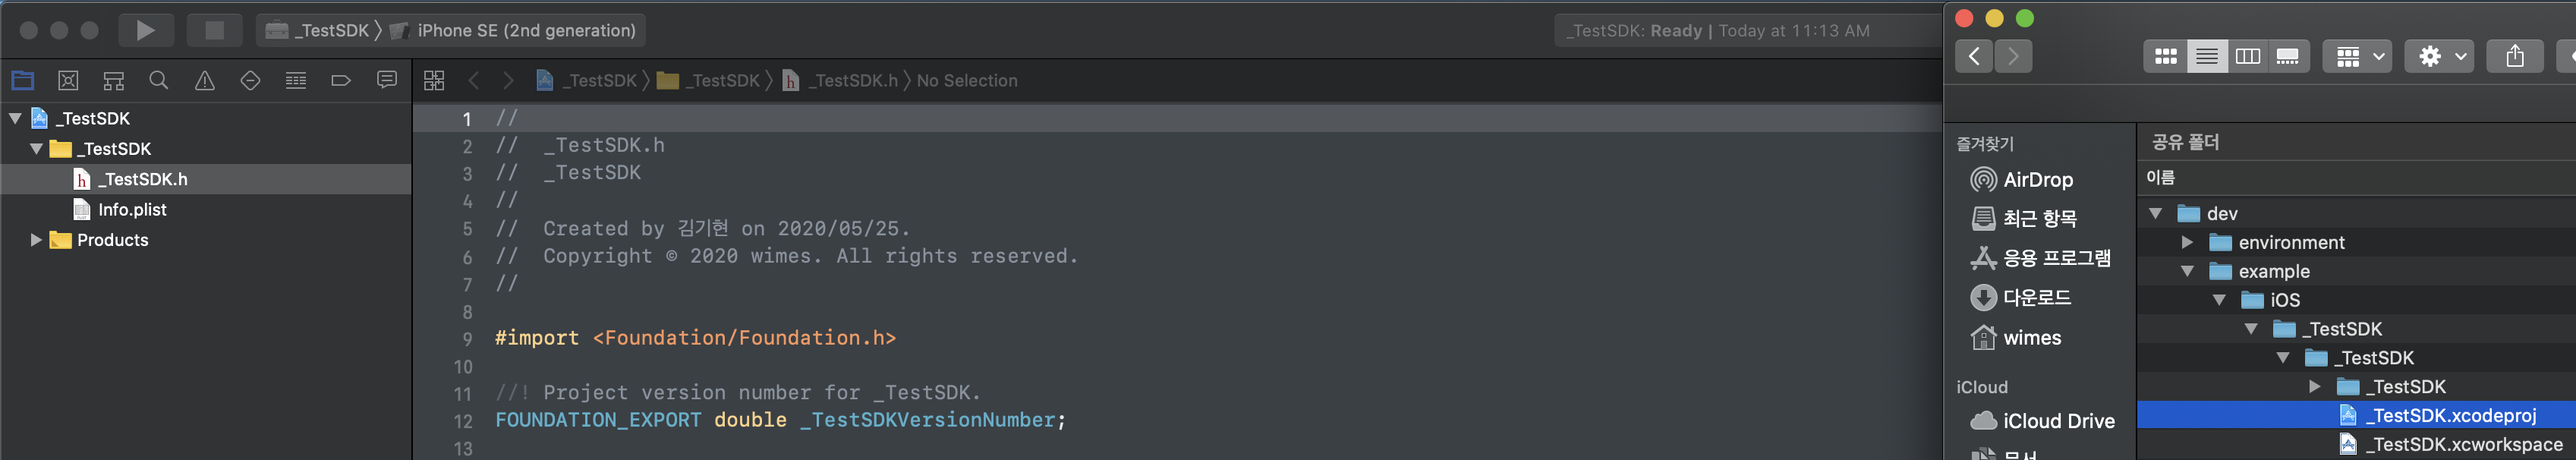 _TestSDK 〉 iPhone SE (2nd generation)
_TestSDK: Ready | Today at 11:13 AM
_TestSDK 〉 _TestSDK 〉 _TestSDK.h 〉 No Selection
_TestSDK
_TestSDK
_TestSDK.h
Info.plist
Products
1 //
2 //  _TestSDK.h
3 //  _TestSDK
4 //
5 //  Created by 김기현 on 2020/05/25.
6 //  Copyright © 2020 wimes. All rights reserved.
7 //
8
9 #import <Foundation/Foundation.h>
10
11 //! Project version number for _TestSDK.
12 FOUNDATION_EXPORT double _TestSDKVersionNumber;
13
즐겨찾기
AirDrop
최근 항목
응용 프로그램
다운로드
wimes
iCloud
iCloud Drive
공유 폴더
이름
dev
environment
example
iOS
_TestSDK
_TestSDK
_TestSDK
_TestSDK.xcodeproj
_TestSDK.xcworkspace